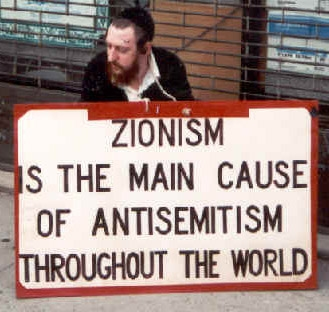 ZIONISM
IS THE MAIN CAUSE
OF ANTISEMITISM
THROUGHOUT THE WORLD